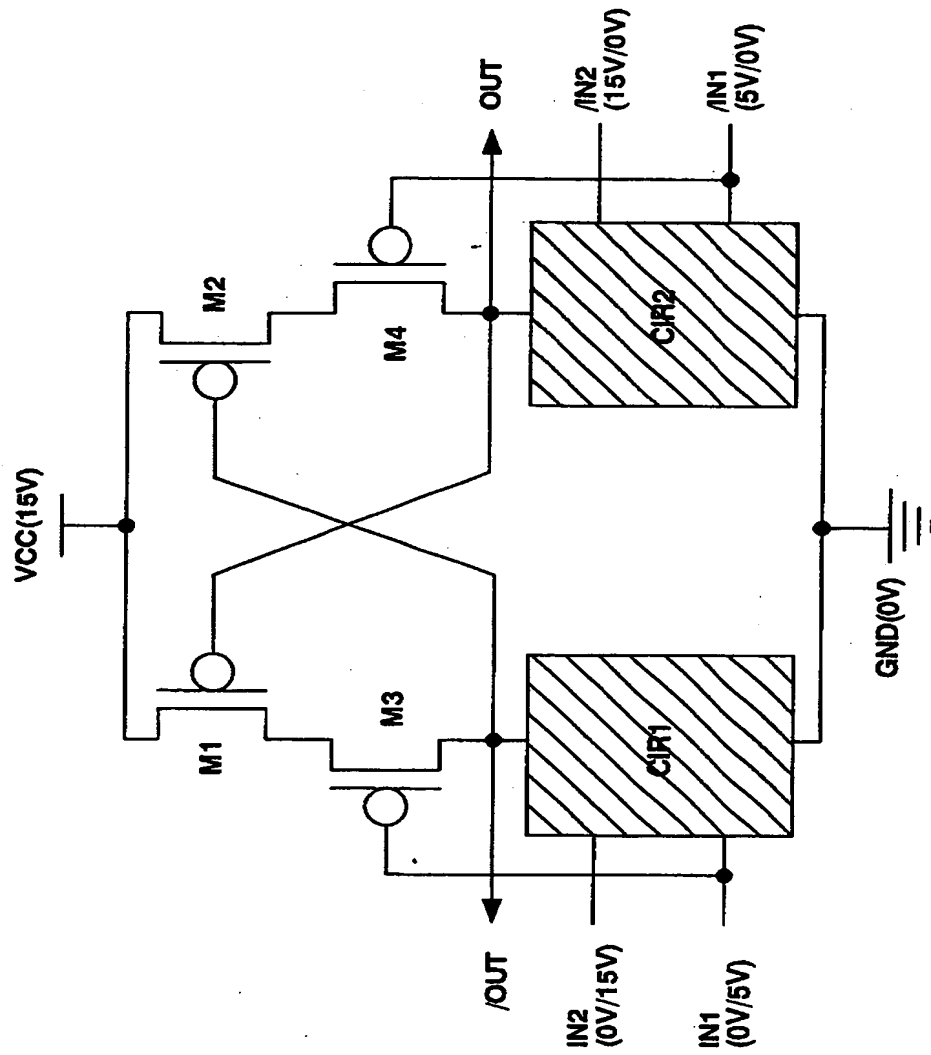 VCC(15V)
M1
M2
M3
M4
/OUT
OUT
IN2
(0V/15V)
IN1
(0V/5V)
CIR1
CIR2
/IN2
(15V/0V)
/IN1
(5V/0V)
GND(0V)